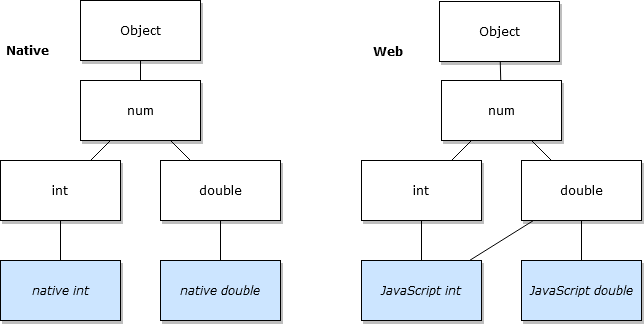 Native
Object
num
int
double
native int
native double
Web
Object
num
int
double
JavaScript int
JavaScript double